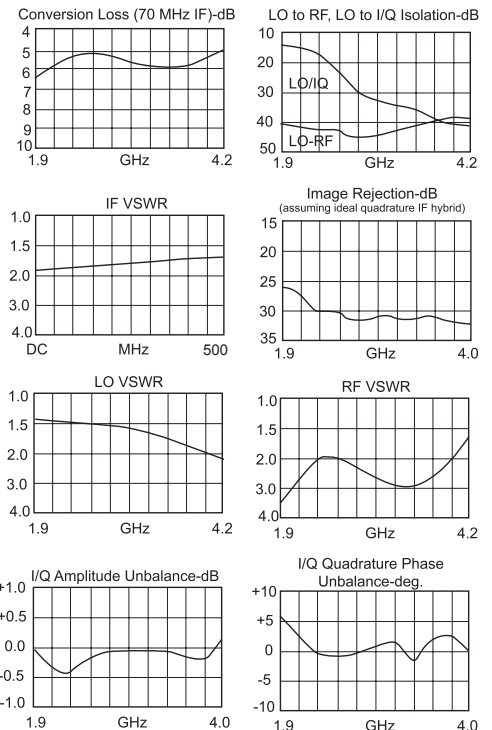 Conversion Loss (70 MHz IF)-dB
4
5
6
7
8
9
10
1.9 GHz 4.2
LO to RF, LO to I/Q Isolation-dB
10
20
30
40
50
LO/IQ
LO-RF
1.9 GHz 4.2
IF VSWR
1.0
1.5
2.0
3.0
4.0
DC MHz 500
Image Rejection-dB
(assuming ideal quadrature IF hybrid)
15
20
25
30
35
1.9 GHz 4.0
LO VSWR
1.0
1.5
2.0
3.0
4.0
1.9 GHz 4.2
RF VSWR
1.0
1.5
2.0
3.0
4.0
1.9 GHz 4.2
I/Q Amplitude Unbalance-dB
+1.0
+0.5
0.0
-0.5
-1.0
1.9 GHz 4.0
I/Q Quadrature Phase
Unbalance-deg.
+10
+5
0
-5
-10
1.9 GHz 4.0